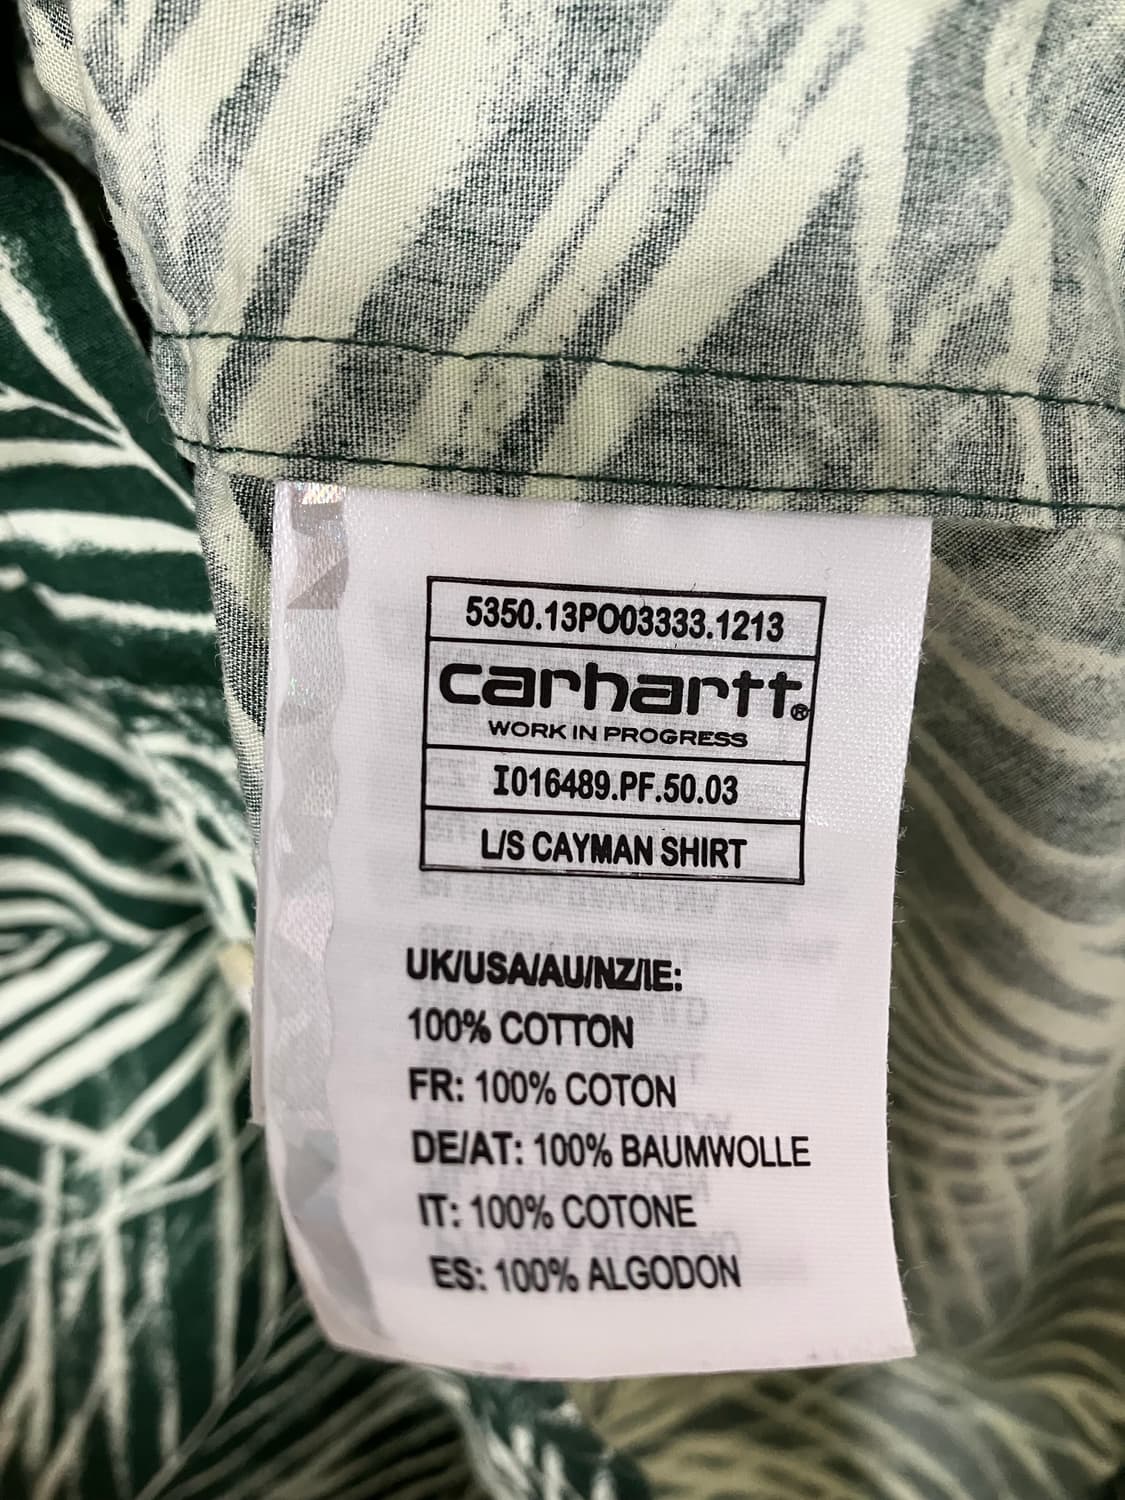 5350.13PO03333.1213
carhartt®
WORK IN PROGRESS
I016489.PF.50.03
L/S CAYMAN SHIRT
UK/USA/AU/NZ/IE:
100% COTTON
FR: 100% COTON
DE/AT: 100% BAUMWOLLE
IT: 100% COTONE
ES: 100% ALGODON